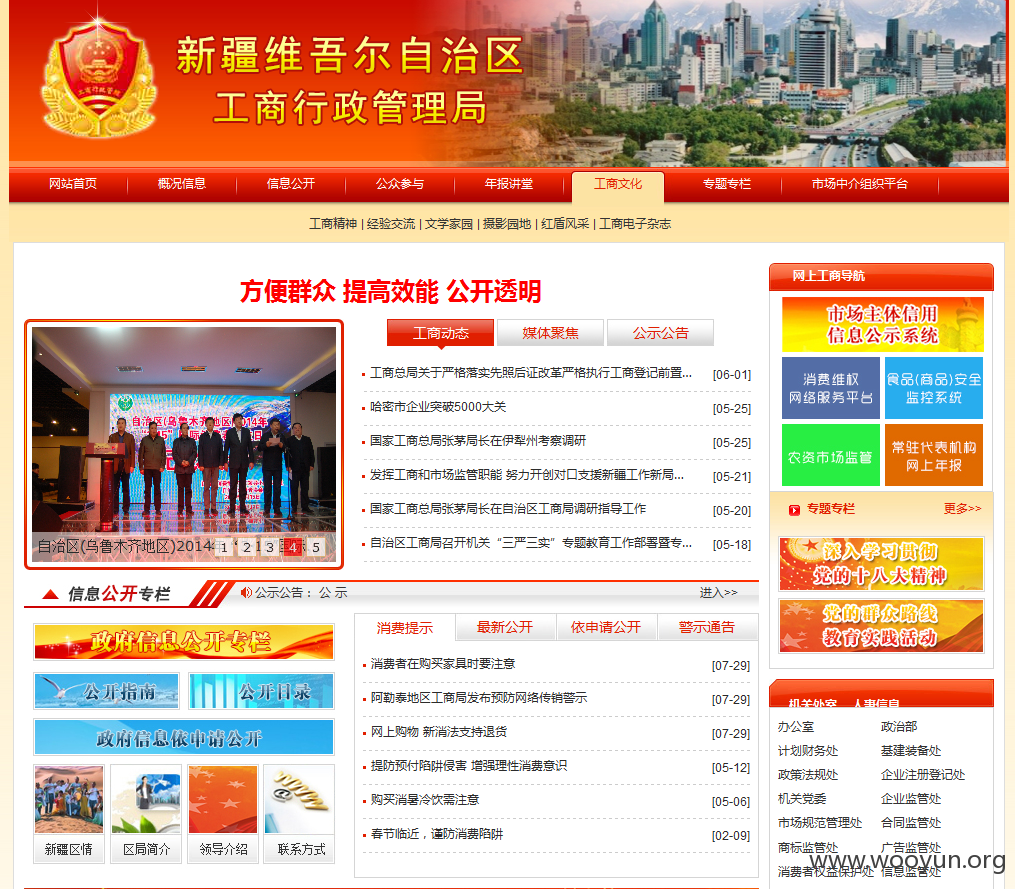 新疆维吾尔自治区
工商行政管理局
网站首页 概况信息 信息公开 公众参与 年报讲堂 工商文化 专题专栏 市场中介组织平台
工商精神 | 经验交流 | 文学家园 | 摄影园地 | 红盾风采 | 工商电子杂志
方便群众 提高效能 公开透明
工商动态 媒体聚焦 公示公告
工商总局关于严格落实先照后证改革严格执行工商登记前置... [06-01]
哈密市企业突破5000大关 [05-25]
国家工商总局张茅局长在伊犁州考察调研 [05-25]
发挥工商和市场监管职能 努力开创对口支援新疆工作新局... [05-21]
国家工商总局张茅局长在自治区工商局调研指导工作 [05-20]
自治区工商局召开机关“三严三实”专题教育工作部署暨专... [05-18]
自治区(乌鲁木齐地区)2014
1 2 3 4 5
网上工商导航
市场主体信用
信息公示系统
消费维权
网络服务平台
食品(商品)安全
监控系统
农资市场监管
常驻代表机构
网上年报
专题专栏 更多>>
深入学习贯彻
党的十八大精神
党的群众路线
教育实践活动
信息公开专栏
公示公告： 公 示 进入>>
政府信息公开专栏
公开指南 公开目录
政府信息依申请公开
新疆区情 区局简介 领导介绍 联系方式
消费提示 最新公开 依申请公开 警示通告
消费者在购买家具时要注意 [07-29]
阿勒泰地区工商局发布预防网络传销警示 [07-29]
网上购物 新消法支持退货 [07-29]
提防预付陷阱侵害 增强理性消费意识 [05-12]
购买消暑冷饮需注意 [05-06]
春节临近，谨防消费陷阱 [02-09]
机关处室 人事信息
办公室 政治部
计划财务处 基建装备处
政策法规处 企业注册登记处
机关党委 企业监管处
市场规范管理处 合同监管处
商标监管处 广告监管处
消费者权益保护处 信息监管处
www.wooyun.org